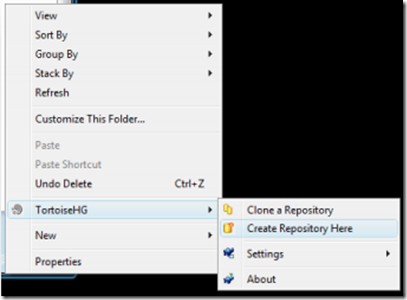 View
Sort By
Group By
Stack By
Refresh
Customize This Folder...
Paste
Paste Shortcut
Undo Delete Ctrl+Z
TortoiseHG
New
Properties
Clone a Repository
Create Repository Here
Settings
About